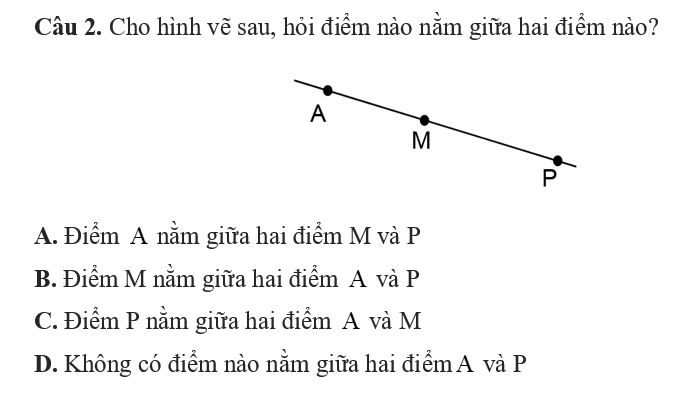 Câu 2. Cho hình vẽ sau, hỏi điểm nào nằm giữa hai điểm nào?
A
M
P
A. Điểm A nằm giữa hai điểm M và P
B. Điểm M nằm giữa hai điểm A và P
C. Điểm P nằm giữa hai điểm A và M
D. Không có điểm nào nằm giữa hai điểm A và P